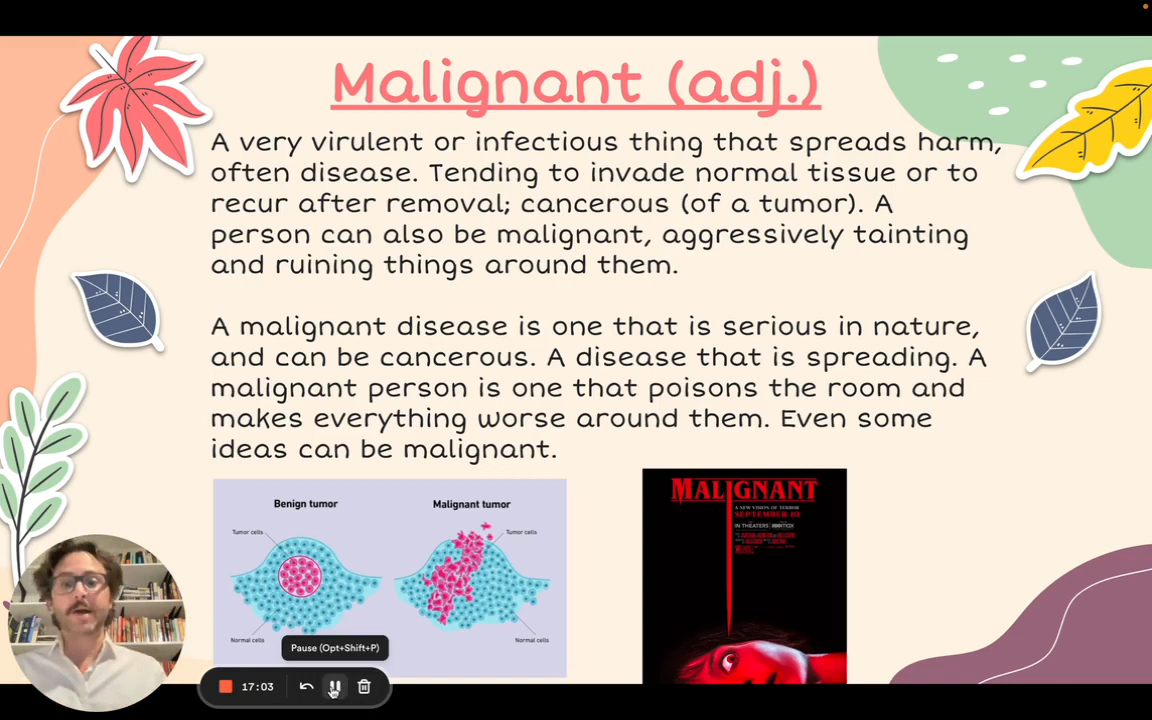 Malignant (adj.)
A very virulent or infectious thing that spreads harm,
often disease. Tending to invade normal tissue or to
recur after removal; cancerous (of a tumor). A
person can also be malignant, aggressively tainting
and ruining things around them.
A malignant disease is one that is serious in nature,
and can be cancerous. A disease that is spreading. A
malignant person is one that poisons the room and
makes everything worse around them. Even some
ideas can be malignant.
Benign tumor
Malignant tumor
Tumor cells
Tumor cells
Normal cells
Normal cells
MALIGNANT
A NEW VISION OF TERROR
SEPTEMBER 10
IN THEATERS HBOMAX
Pause (Opt+Shift+P)
17:03